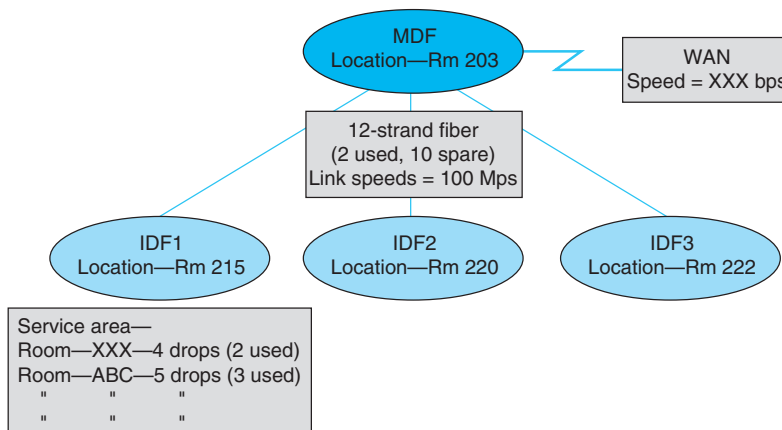 MDF
Location—Rm 203
WAN
Speed = XXX bps
12-strand fiber
(2 used, 10 spare)
Link speeds = 100 Mps
IDF1
Location—Rm 215
IDF2
Location—Rm 220
IDF3
Location—Rm 222
Service area—
Room—XXX—4 drops (2 used)
Room—ABC—5 drops (3 used)
" " "
" " "